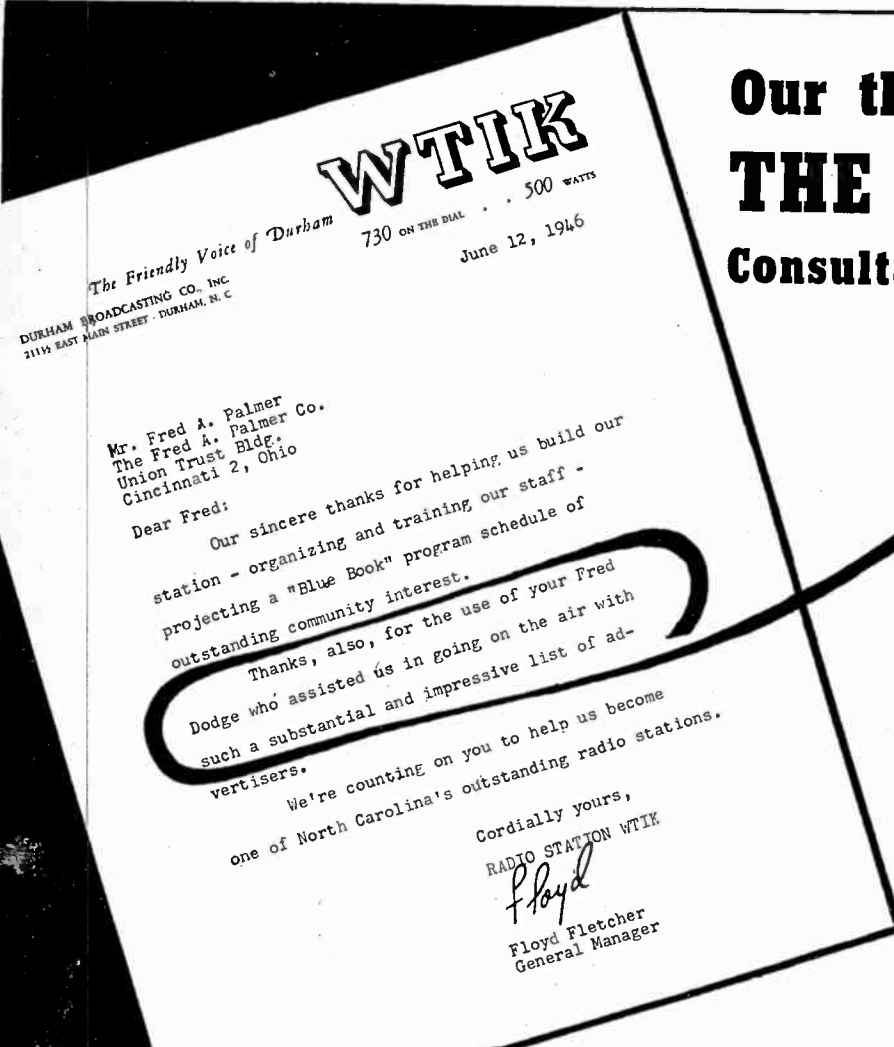 WTIK
The Friendly Voice of Durham
730 ON THE DIAL . . 500 WATTS
DURHAM BROADCASTING CO., INC.
211½ EAST MAIN STREET · DURHAM, N. C
June 12, 1946
Mr. Fred A. Palmer
The Fred A. Palmer Co.
Union Trust Bldg.
Cincinnati 2, Ohio
Dear Fred:
Our sincere thanks for helping us build our
station - organizing and training our staff -
projecting a "Blue Book" program schedule of
outstanding community interest.
Thanks, also, for the use of your Fred
Dodge who assisted us in going on the air with
such a substantial and impressive list of ad-
vertisers.
We're counting on you to help us become
one of North Carolina's outstanding radio stations.
Cordially yours,
RADIO STATION WTIK
Floyd
Floyd Fletcher
General Manager
Our
THE